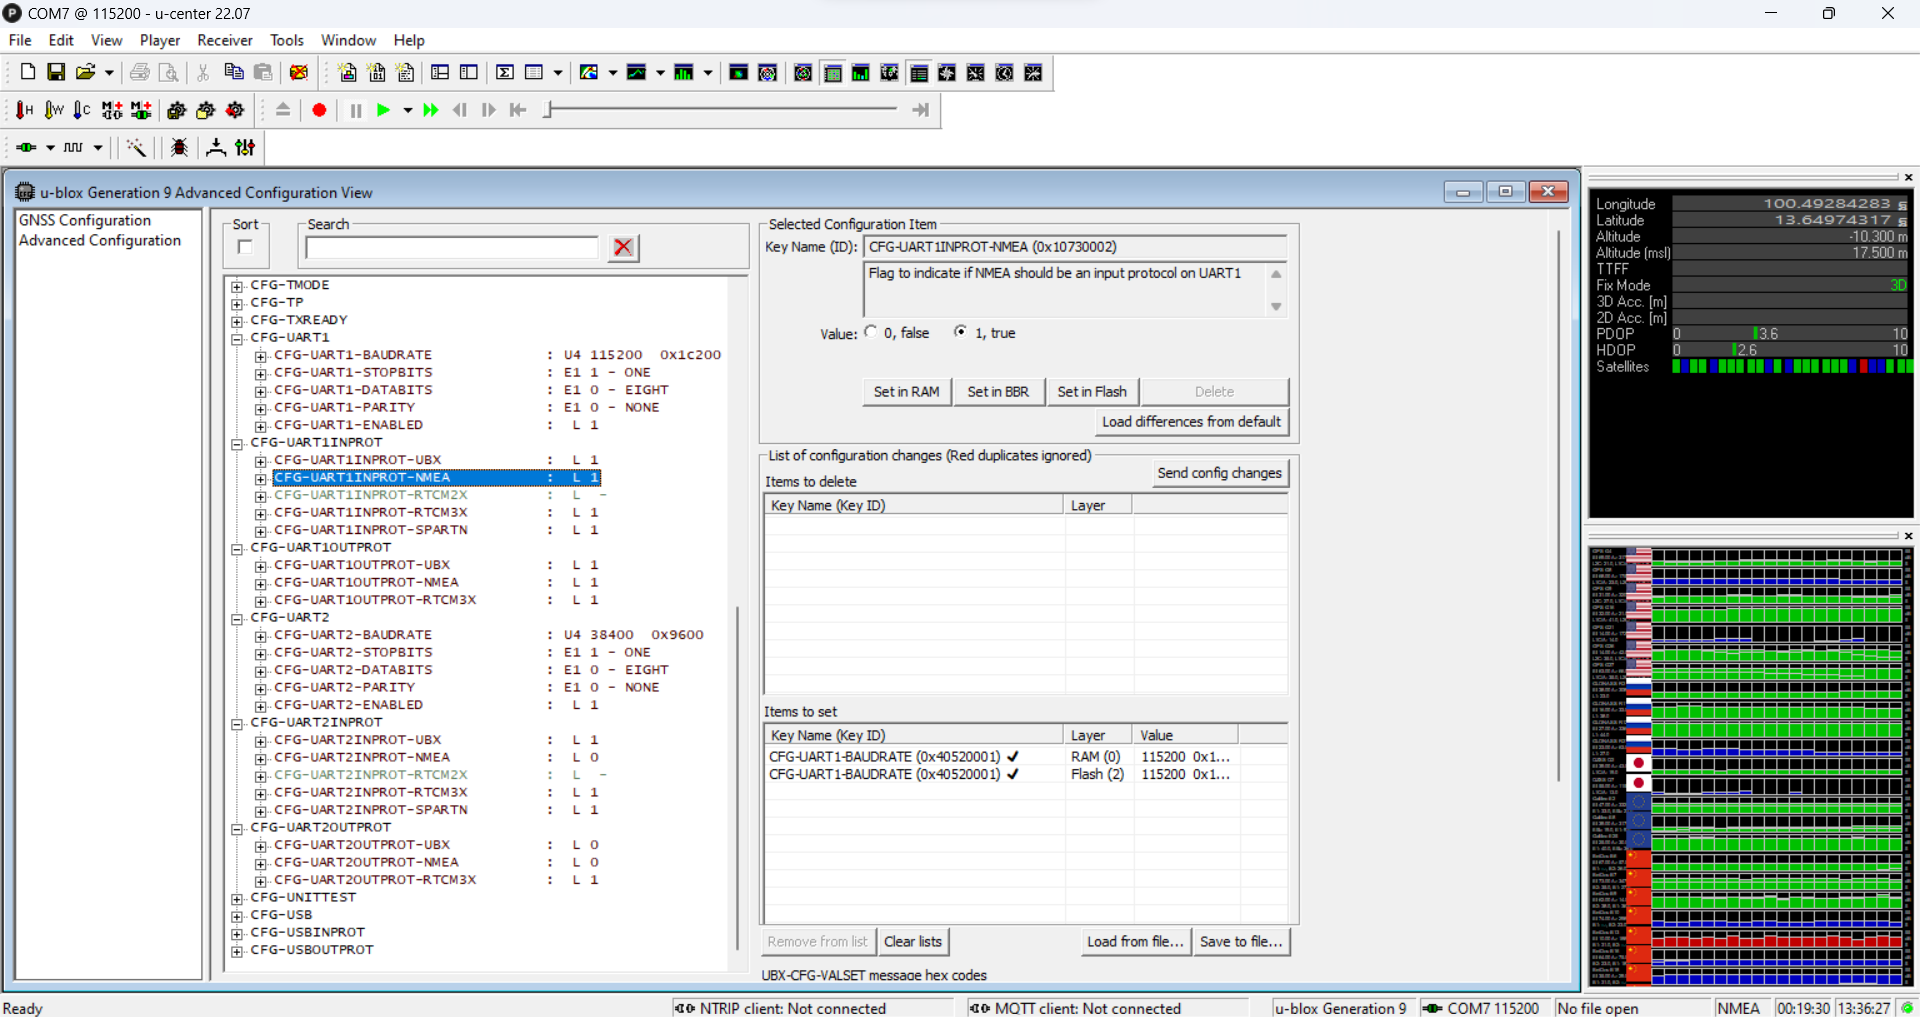 COM7 @ 115200 - u-center 22.07
File Edit View Player Receiver Tools Window Help
u-blox Generation 9 Advanced Configuration View
GNSS Configuration
Advanced Configuration
Sort
Search
CFG-TMODE
CFG-TP
CFG-TXREADY
CFG-UART1
CFG-UART1-BAUDRATE : U4 115200 0x1c200
CFG-UART1-STOPBITS : E1 1 - ONE
CFG-UART1-DATABITS : E1 0 - EIGHT
CFG-UART1-PARITY : E1 0 - NONE
CFG-UART1-ENABLED : L 1
CFG-UART1INPROT
CFG-UART1INPROT-UBX : L 1
CFG-UART1INPROT-NMEA : L 1
CFG-UART1INPROT-RTCM2X : L -
CFG-UART1INPROT-RTCM3X : L 1
CFG-UART1INPROT-SPARTN : L 1
CFG-UART1OUTPROT
CFG-UART1OUTPROT-UBX : L 1
CFG-UART1OUTPROT-NMEA : L 1
CFG-UART1OUTPROT-RTCM3X : L 1
CFG-UART2
CFG-UART2-BAUDRATE : U4 38400 0x9600
CFG-UART2-STOPBITS : E1 1 - ONE
CFG-UART2-DATABITS : E1 0 - EIGHT
CFG-UART2-PARITY : E1 0 - NONE
CFG-UART2-ENABLED : L 1
CFG-UART2INPROT
CFG-UART2INPROT-UBX : L 1
CFG-UART2INPROT-NMEA : L 0
CFG-UART2INPROT-RTCM2X : L -
CFG-UART2INPROT-RTCM3X : L 1
CFG-UART2INPROT-SPARTN : L 1
CFG-UART2OUTPROT
CFG-UART2OUTPROT-UBX : L 0
CFG-UART2OUTPROT-NMEA : L 0
CFG-UART2OUTPROT-RTCM3X : L 1
CFG-UNITTEST
CFG-USB
CFG-USBINPROT
CFG-USBOUTPROT
Selected Configuration Item
Key Name (ID): CFG-UART1INPROT-NMEA (0x10730002)
Flag to indicate if NMEA should be an input protocol on UART1
Value: 0, false 1, true
Set in RAM Set in BBR Set in Flash Delete
Load differences from default
List of configuration changes (Red duplicates ignored)
Send config changes
Items to delete
Key Name (Key ID) Layer
Items to set
Key Name (Key ID) Layer Value
CFG-UART1-BAUDRATE (0x40520001) ✓ RAM (0) 115200 0x1...
CFG-UART1-BAUDRATE (0x40520001) ✓ Flash (2) 115200 0x1...
Remove from list Clear lists Load from file... Save to file...
UBX-CFG-VALSET message hex codes
Longitude 100.49284283
Latitude 13.64974317
Altitude -10.300 m
Altitude (msl) 17.500 m
TTFF
Fix Mode 3D
3D Acc. [m]
2D Acc. [m]
PDOP 0 3.6 10
HDOP 0 2.6 10
Satellites
Ready NTRIP client: Not connected MQTT client: Not connected u-blox Generation 9 COM7 115200 No file open NMEA 00:19:30 13:36:27